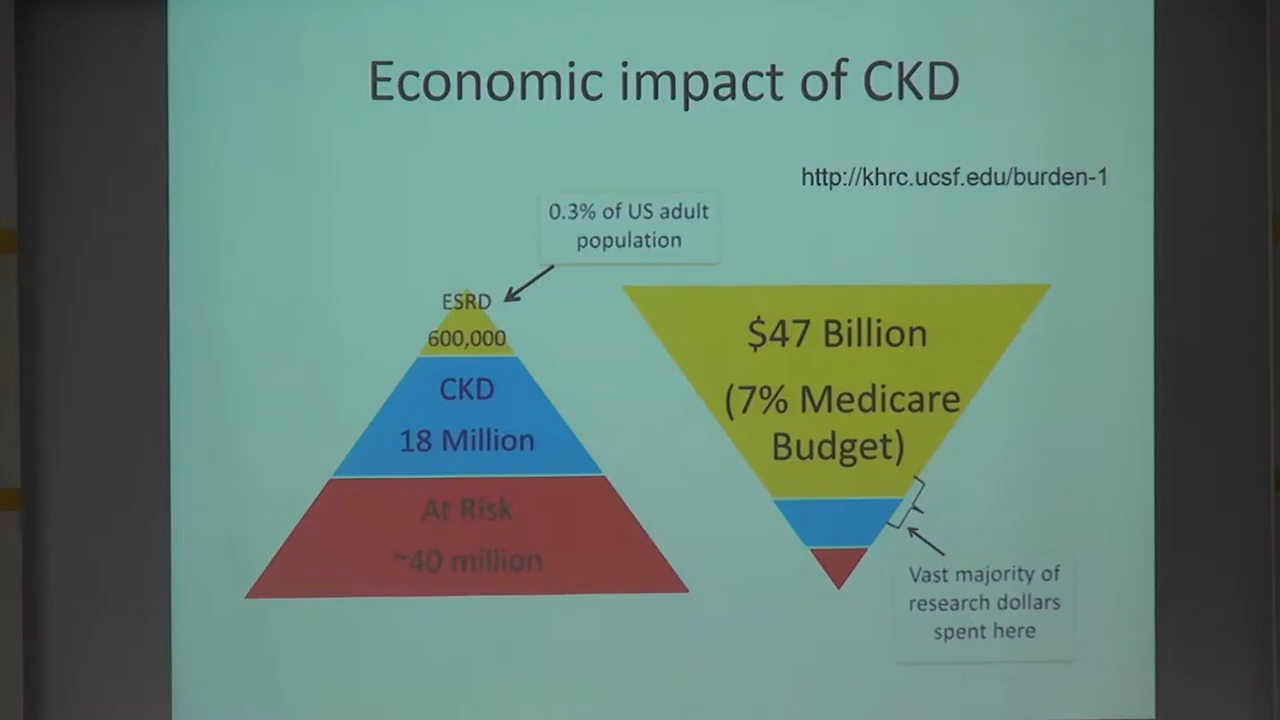 Economic impact of CKD
http://khrc.ucsf.edu/burden-1
0.3% of US adult
population
ESRD
600,000
CKD
18 Million
At Risk
~40 million
$47 Billion
(7% Medicare
Budget)
Vast majority of
research dollars
spent here